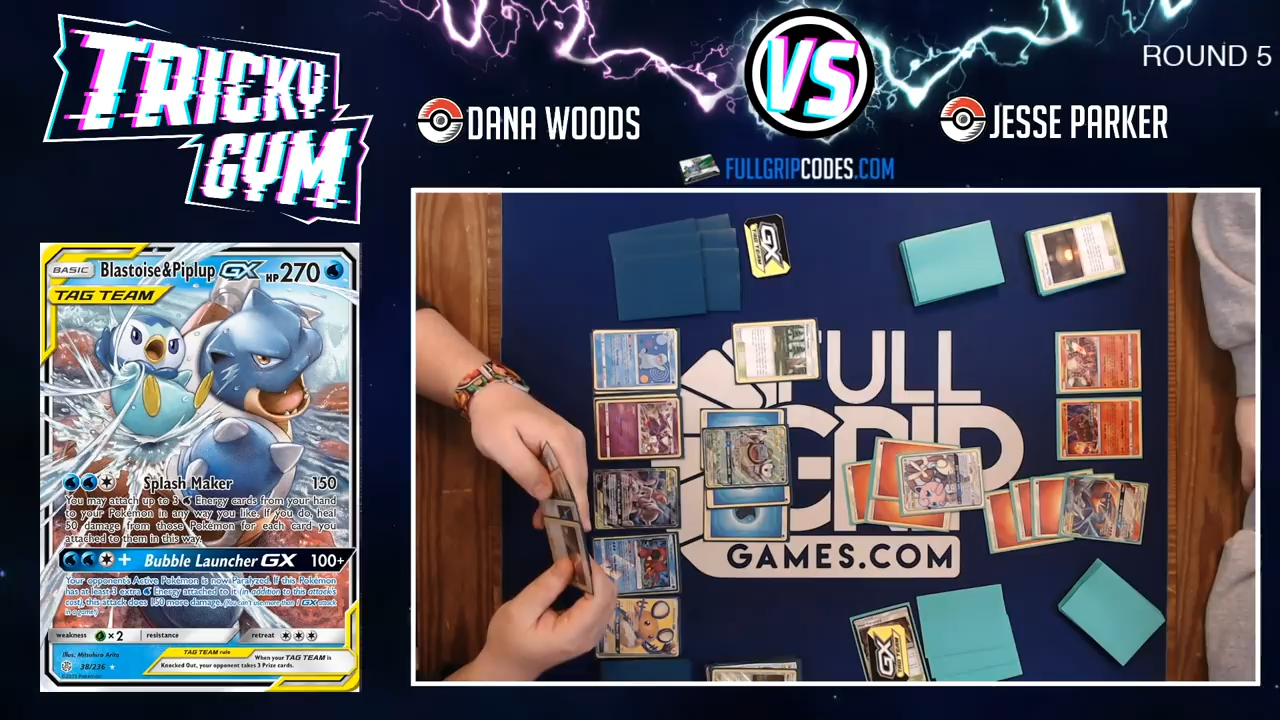 TRICKY
GYM
DANA WOODS
VS
JESSE PARKER
ROUND 5
FULLGRIPCODES.COM
BASIC Blastoise&Piplup GX HP270
TAG TEAM
Splash Maker 150
You may attach up to 3 Energy cards from your hand
to your Pokémon in any way you like. If you do, heal
50 damage from those Pokémon for each card you
attached to them in this way.
+ Bubble Launcher GX 100+
Your opponent's Active Pokémon is now Paralyzed. If this Pokémon
has at least 3 extra Energy attached to it (in addition to this attack's
cost), this attack does 150 more damage. (You can't use more than 1 GX attack
in a game.)
weakness ×2 resistance retreat
Illus. Mitsuhiro Arita
38/236
TAG TEAM rule
When your TAG TEAM is
Knocked Out, your opponent takes 3 Prize cards.
GX
TAG TEAM
FULL
GRIP
GAMES.COM
GX